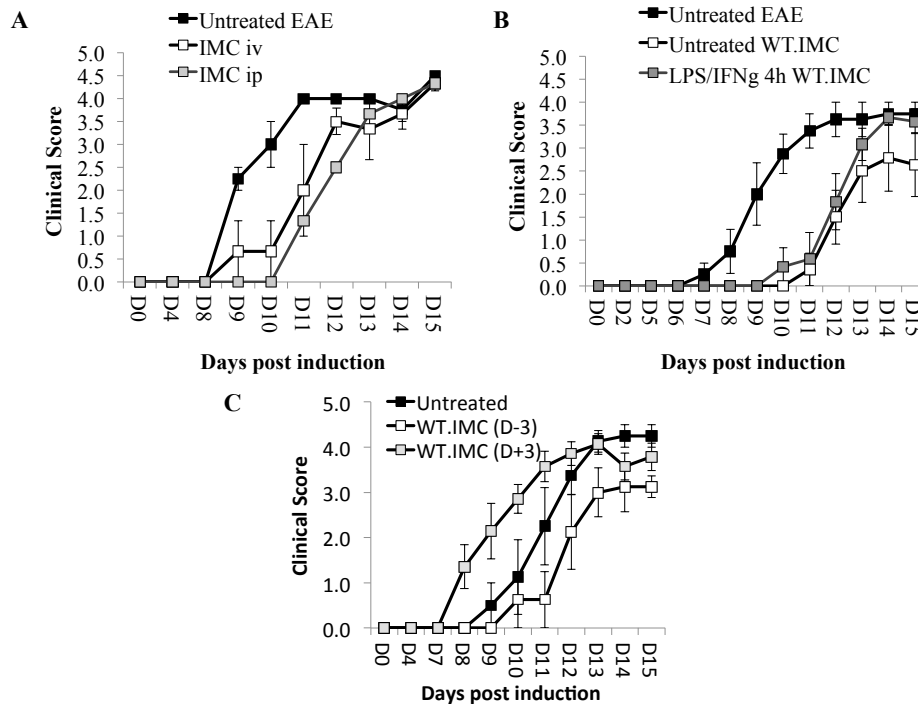 A
Untreated EAE
IMC iv
IMC ip
5.0
4.5
4.0
3.5
3.0
2.5
2.0
1.5
1.0
0.5
0.0
Clinical Score
D0
D4
D8
D9
D10
D11
D12
D13
D14
D15
Days post induction
B
Untreated EAE
Untreated WT.IMC
LPS/IFNg 4h WT.IMC
5.0
4.5
4.0
3.5
3.0
2.5
2.0
1.5
1.0
0.5
0.0
Clinical Score
D0
D2
D5
D6
D7
D8
D9
D10
D11
D12
D13
D14
D15
Days post induction
C
Untreated
WT.IMC (D-3)
WT.IMC (D+3)
5.0
4.0
3.0
2.0
1.0
0.0
Clinical Score
D0
D4
D7
D8
D9
D10
D11
D12
D13
D14
D15
Days post induction